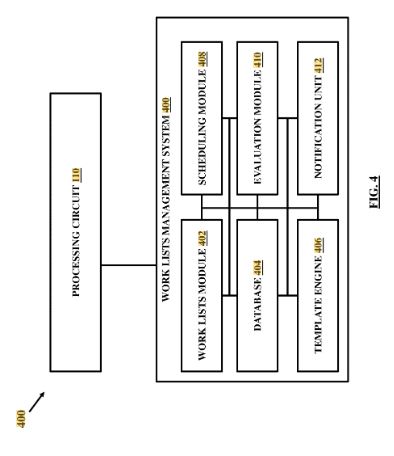 400
PROCESSING CIRCUIT 110
WORK LISTS MANAGEMENT SYSTEM 400
WORK LISTS MODULE 402
SCHEDULING MODULE 408
DATABASE 404
EVALUATION MODULE 410
TEMPLATE ENGINE 406
NOTIFICATION UNIT 412
FIG. 4